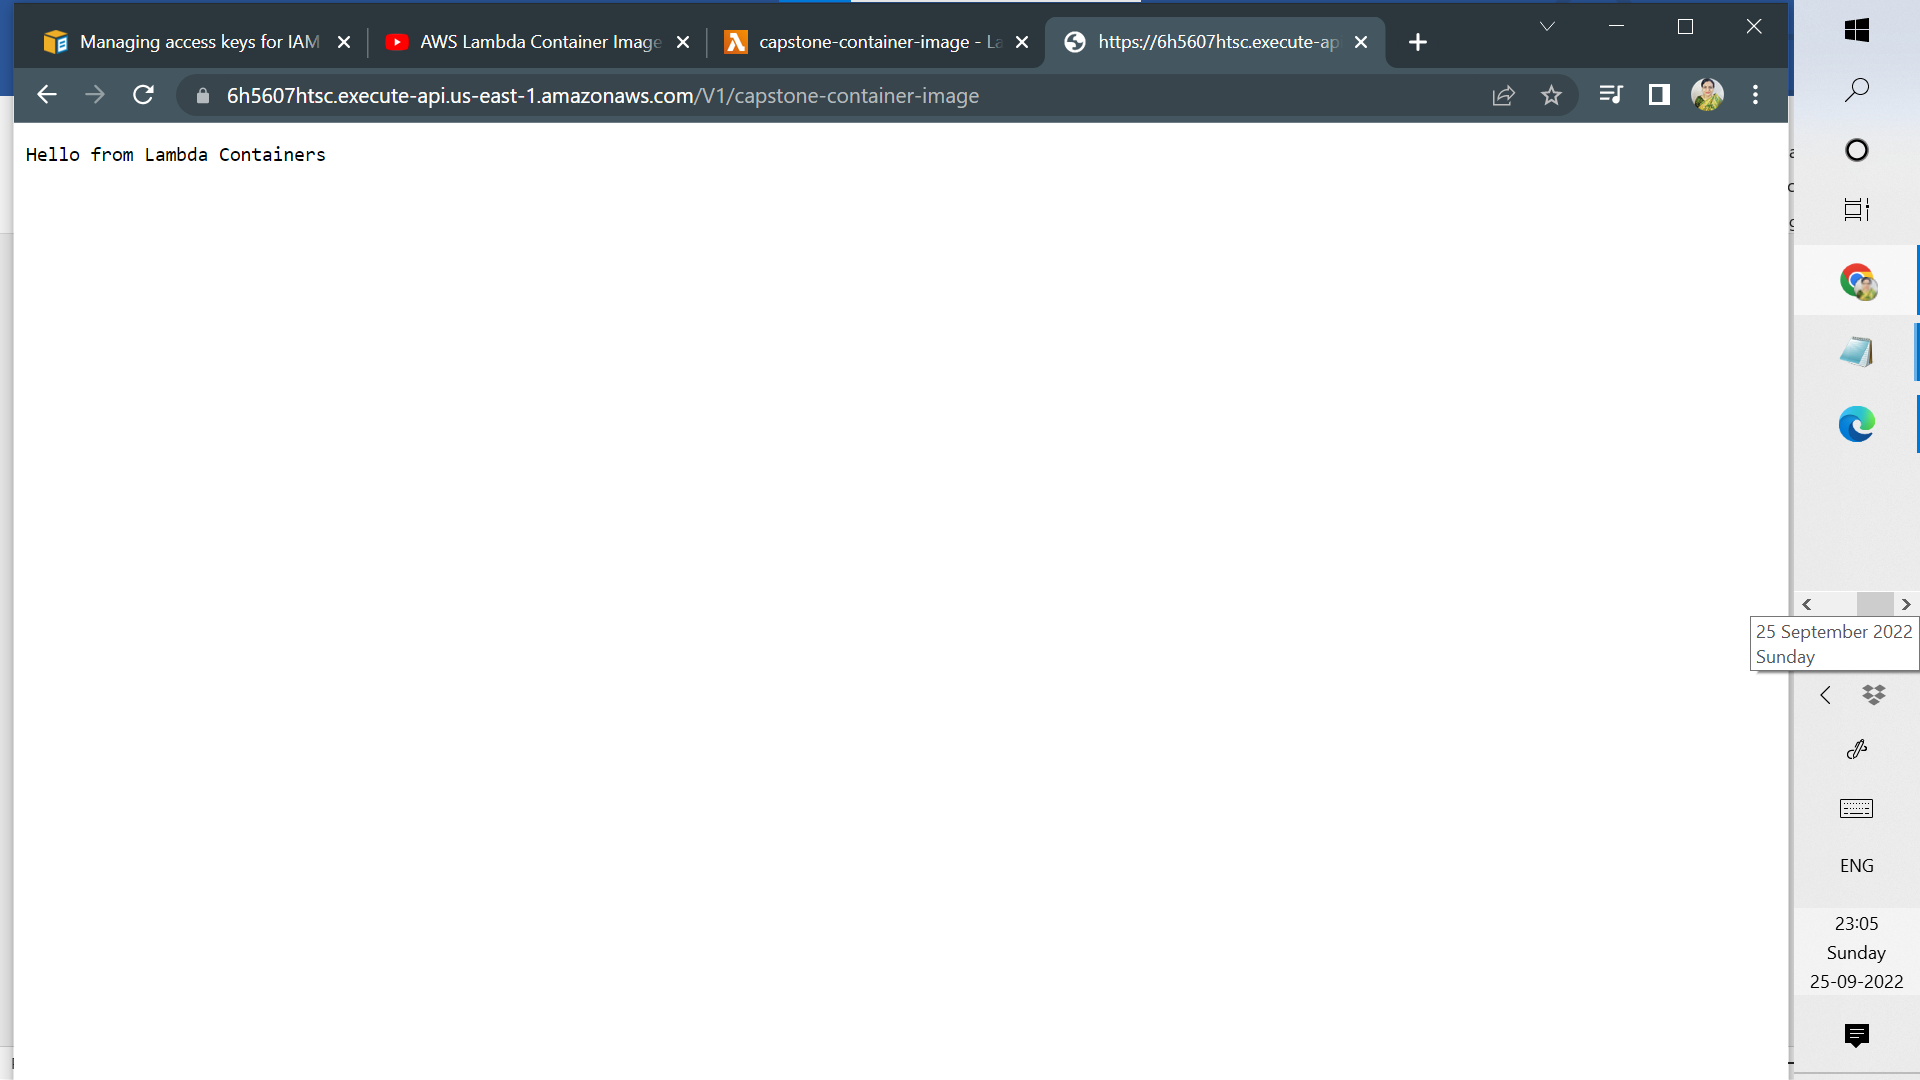 Managing access keys for IAM
AWS Lambda Container Image
capstone-container-image - La
https://6h5607htsc.execute-ap
6h5607htsc.execute-api.us-east-1.amazonaws.com/V1/capstone-container-image
Hello from Lambda Containers
25 September 2022
Sunday
ENG
23:05
Sunday
25-09-2022